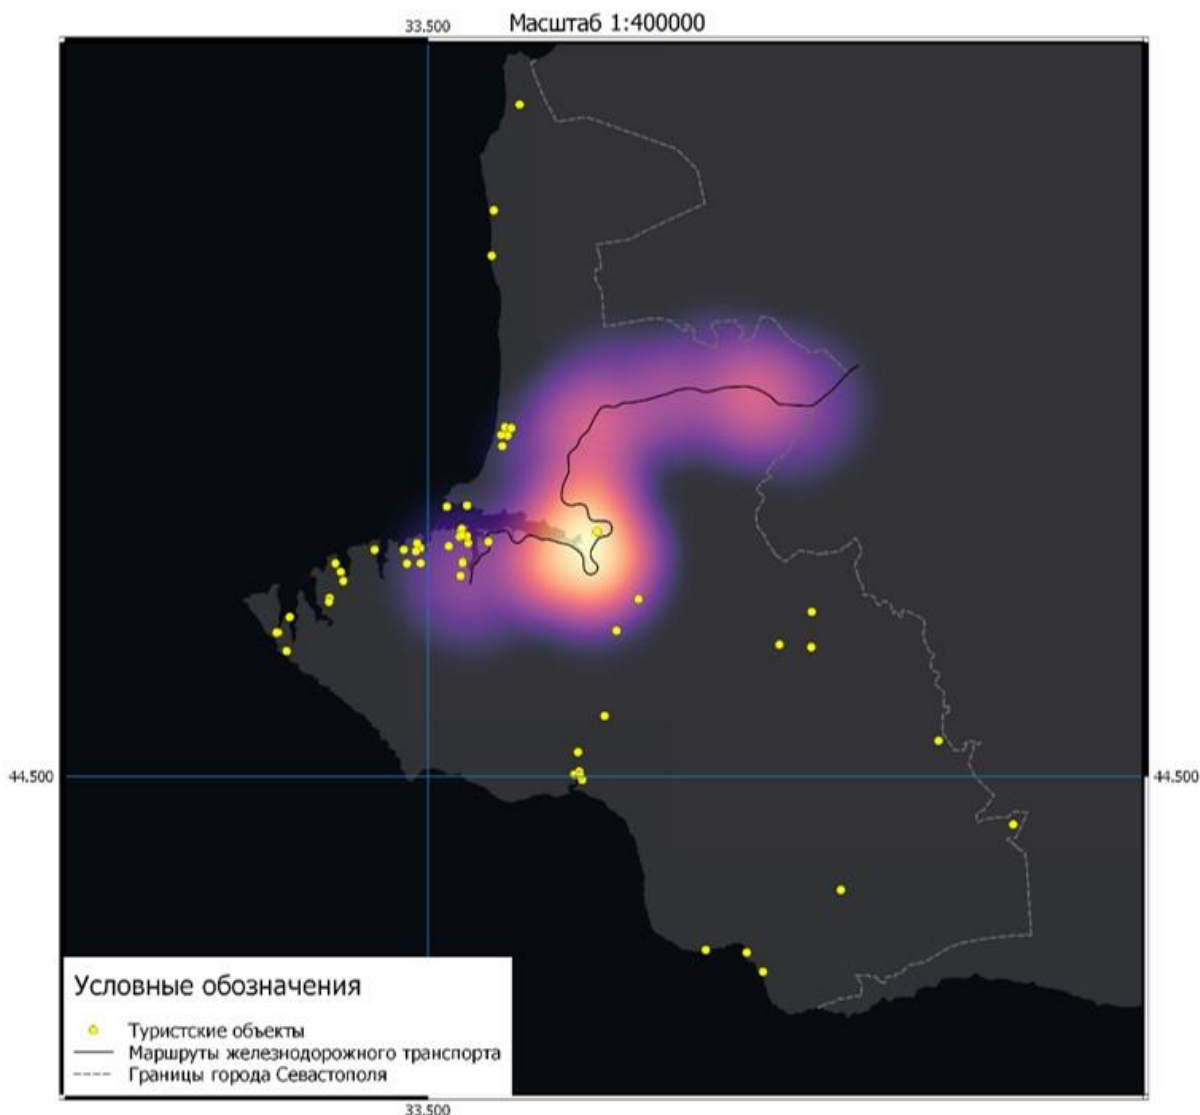 Масштаб 1:400000
33.500
44.500
44.500
Условные обозначения
Туристские объекты
Маршруты железнодорожного транспорта
Границы города Севастополя
33.500